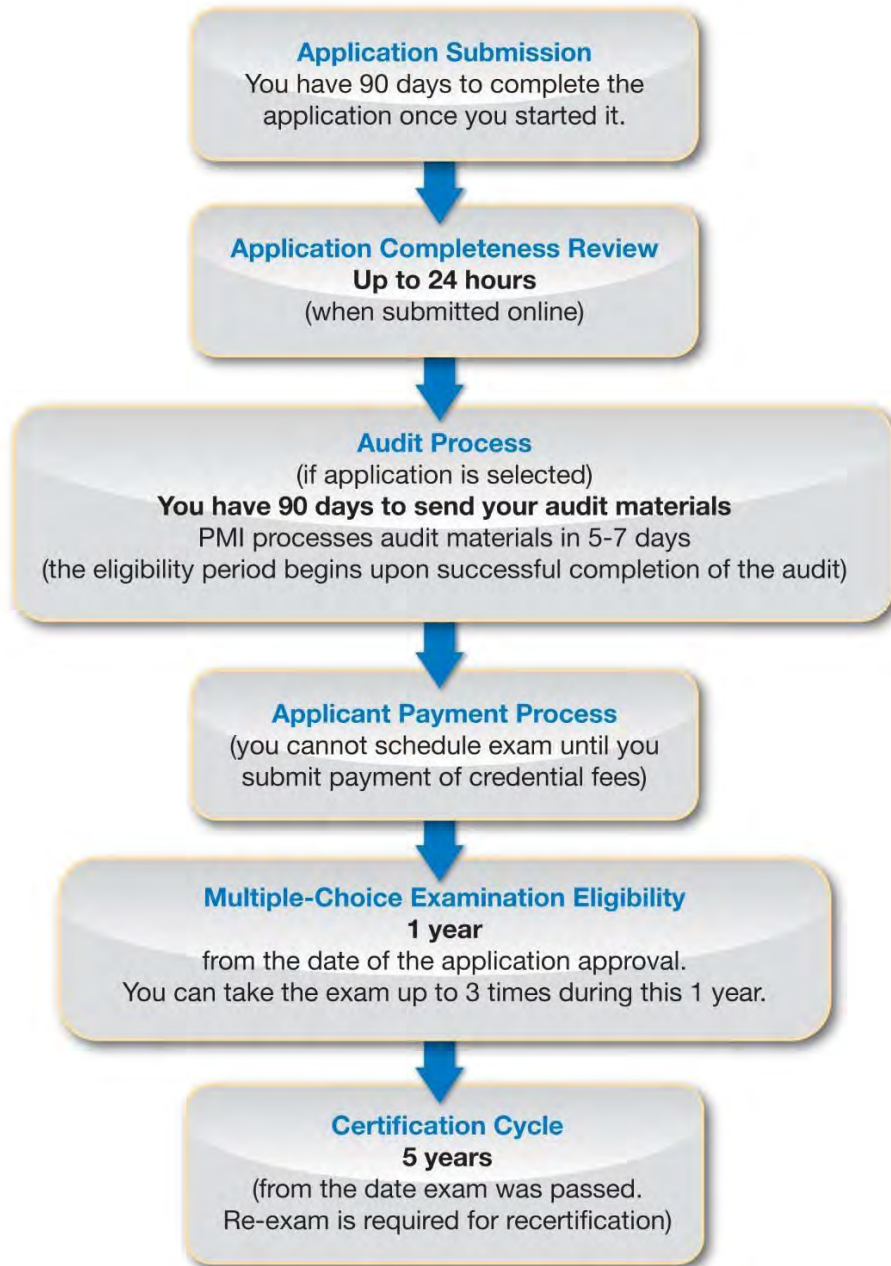 Application Submission
You have 90 days to complete the
application once you started it.
Application Completeness Review
Up to 24 hours
(when submitted online)
Audit Process
(if application is selected)
You have 90 days to send your audit materials
PMI processes audit materials in 5-7 days
(the eligibility period begins upon successful completion of the audit)
Applicant Payment Process
(you cannot schedule exam until you
submit payment of credential fees)
Multiple-Choice Examination Eligibility
1 year
from the date of the application approval.
You can take the exam up to 3 times during this 1 year.
Certification Cycle
5 years
(from the date exam was passed.
Re-exam is required for recertification)